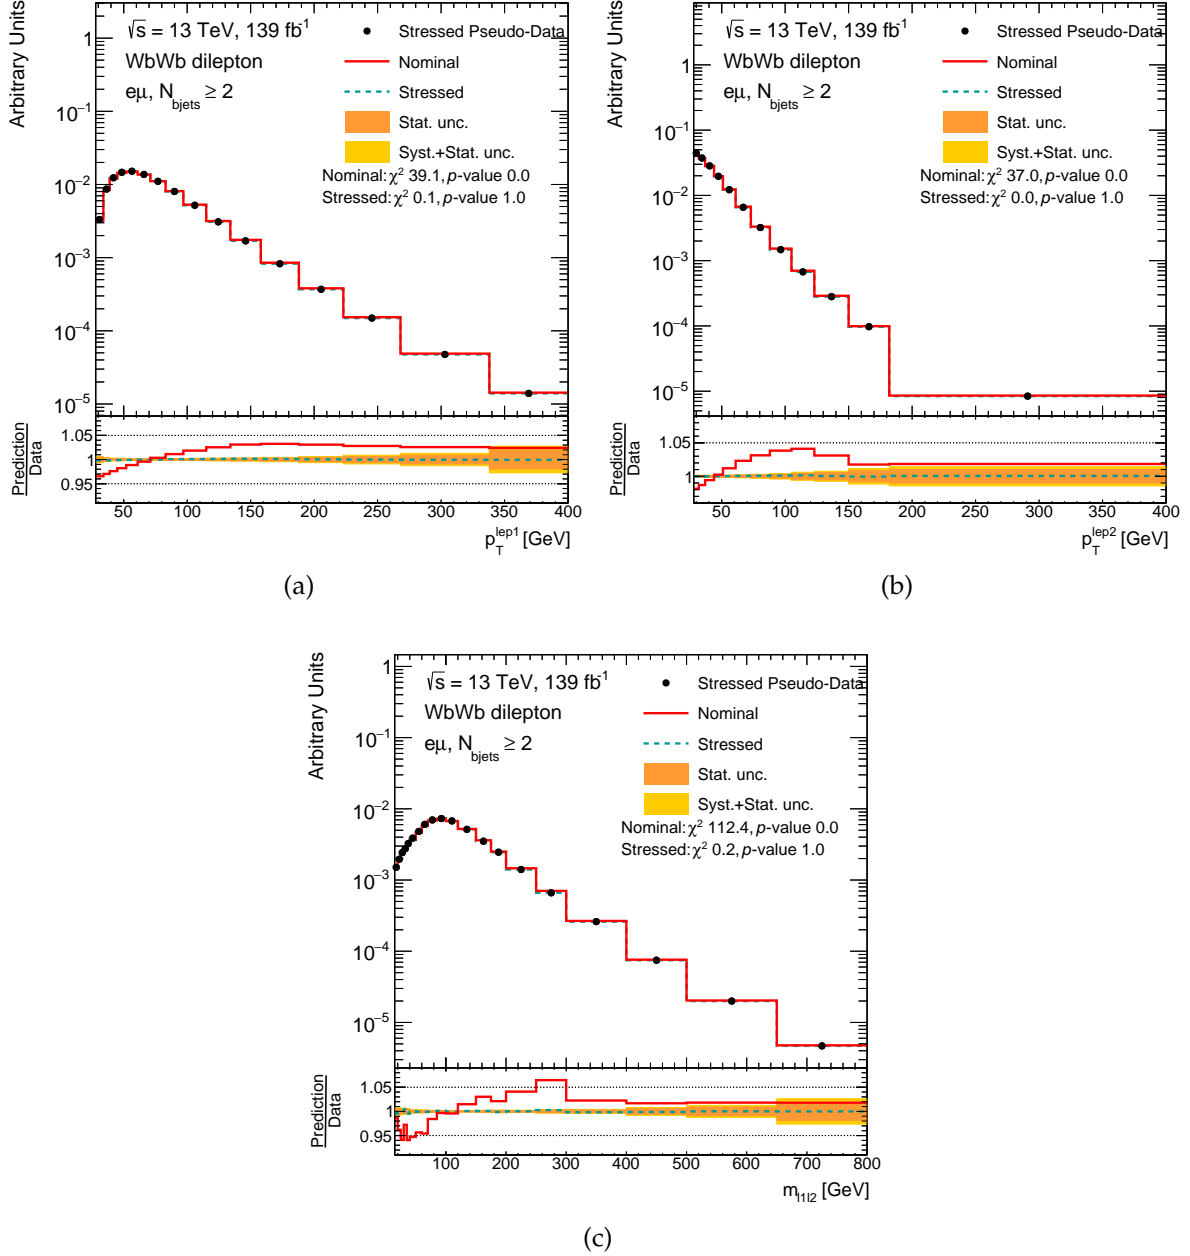 Arbitrary Units
1
10⁻¹
10⁻²
10⁻³
10⁻⁴
10⁻⁵
√s = 13 TeV, 139 fb⁻¹
WbWb dilepton
eμ, N_bjets ≥ 2
Stressed Pseudo-Data
Nominal
Stressed
Stat. unc.
Syst.+Stat. unc.
Nominal: χ² 39.1, p-value 0.0
Stressed: χ² 0.1, p-value 1.0
Prediction
Data
1.05
1
0.95
50 100 150 200 250 300 350 400
p_T^lep1 [GeV]
(a)
Arbitrary Units
1
10⁻¹
10⁻²
10⁻³
10⁻⁴
10⁻⁵
√s = 13 TeV, 139 fb⁻¹
WbWb dilepton
eμ, N_bjets ≥ 2
Stressed Pseudo-Data
Nominal
Stressed
Stat. unc.
Syst.+Stat. unc.
Nominal: χ² 37.0, p-value 0.0
Stressed: χ² 0.0, p-value 1.0
Prediction
Data
1.05
1
50 100 150 200 250 300 350 400
p_T^lep2 [GeV]
(b)
Arbitrary Units
1
10⁻¹
10⁻²
10⁻³
10⁻⁴
10⁻⁵
√s = 13 TeV, 139 fb⁻¹
WbWb dilepton
eμ, N_bjets ≥ 2
Stressed Pseudo-Data
Nominal
Stressed
Stat. unc.
Syst.+Stat. unc.
Nominal: χ² 112.4, p-value 0.0
Stressed: χ² 0.2, p-value 1.0
Prediction
Data
1.05
1
0.95
100 200 300 400 500 600 700 800
m_l1l2 [GeV]
(c)